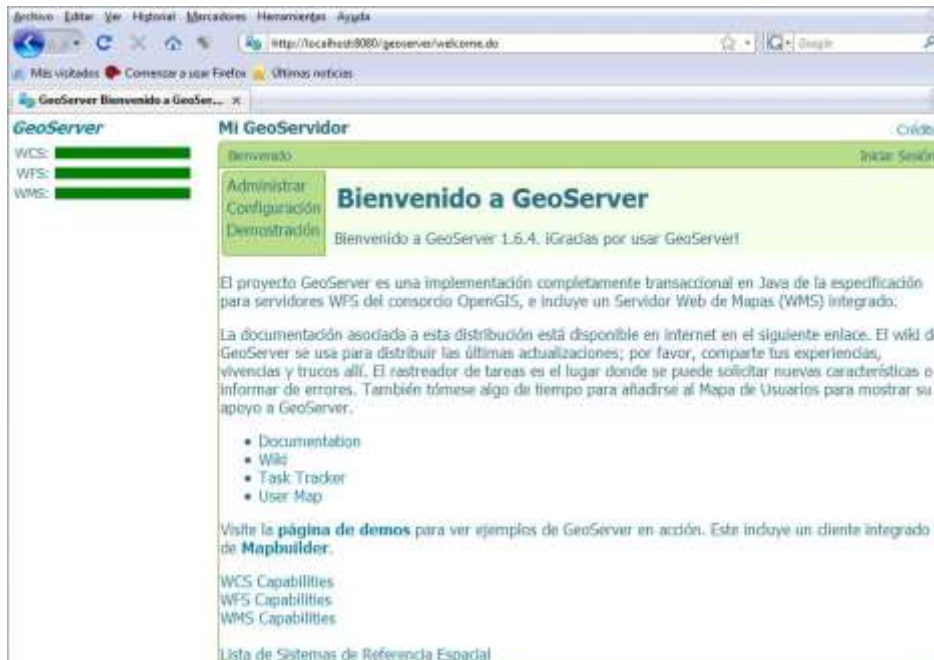 Archivo Editar Ver Historial Marcadores Herramientas Ayuda
http://localhost:8080/geoserver/welcome.do
Google
Más visitados Comenzar a usar Firefox Últimas noticias
GeoServer Bienvenido a GeoSer...
GeoServer
Mi GeoServidor
Crédito
WCS:
WFS:
WMS:
Bienvenido
Iniciar Sesión
Administrar
Configuración
Demostración
Bienvenido a GeoServer
Bienvenido a GeoServer 1.6.4. ¡Gracias por usar GeoServer!
El proyecto GeoServer es una implementación completamente transaccional en Java de la especificación
para servidores WFS del consorcio OpenGIS, e incluye un Servidor Web de Mapas (WMS) integrado.
La documentación asociada a esta distribución está disponible en internet en el siguiente enlace. El wiki d
GeoServer se usa para distribuir las últimas actualizaciones; por favor, comparte tus experiencias,
vivencias y trucos allí. El rastreador de tareas es el lugar donde se puede solicitar nuevas características o
informar de errores. También tómese algo de tiempo para añadirse al Mapa de Usuarios para mostrar su
apoyo a GeoServer.
Documentation
Wiki
Task Tracker
User Map
Visite la página de demos para ver ejemplos de GeoServer en acción. Este incluye un cliente integrado
de Mapbuilder.
WCS Capabilities
WFS Capabilities
WMS Capabilities
Lista de Sistemas de Referencia Espacial